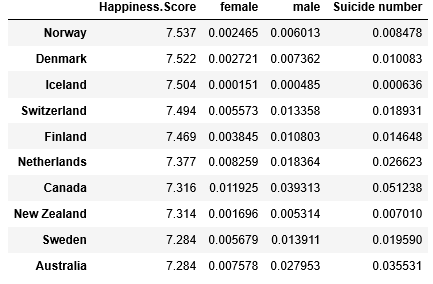 Happiness.Score female male Suicide number
Norway 7.537 0.002465 0.006013 0.008478
Denmark 7.522 0.002721 0.007362 0.010083
Iceland 7.504 0.000151 0.000485 0.000636
Switzerland 7.494 0.005573 0.013358 0.018931
Finland 7.469 0.003845 0.010803 0.014648
Netherlands 7.377 0.008259 0.018364 0.026623
Canada 7.316 0.011925 0.039313 0.051238
New Zealand 7.314 0.001696 0.005314 0.007010
Sweden 7.284 0.005679 0.013911 0.019590
Australia 7.284 0.007578 0.027953 0.035531